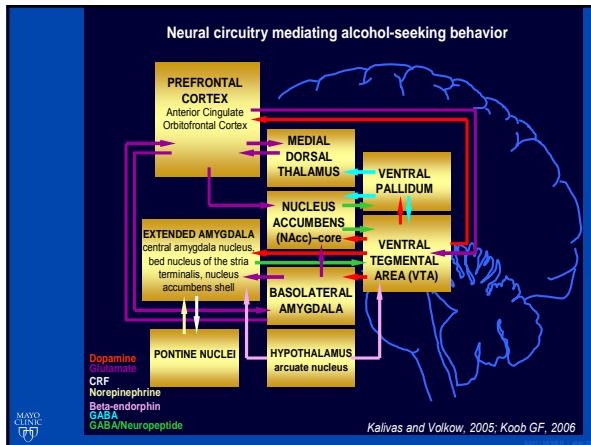 Neural circuitry mediating alcohol-seeking behavior
PREFRONTAL
CORTEX
Anterior Cingulate
Orbitofrontal Cortex
MEDIAL
DORSAL
THALAMUS
VENTRAL
PALLIDUM
NUCLEUS
ACCUMBENS
(NAcc)–core
EXTENDED AMYGDALA
central amygdala nucleus,
bed nucleus of the stria
terminalis, nucleus
accumbens shell
VENTRAL
TEGMENTAL
AREA (VTA)
BASOLATERAL
AMYGDALA
PONTINE NUCLEI
HYPOTHALAMUS
arcuate nucleus
Dopamine
Glutamate
CRF
Norepinephrine
Beta-endorphin
GABA
GABA/Neuropeptide
Kalivas and Volkow, 2005; Koob GF, 2006
MAYO
CLINIC